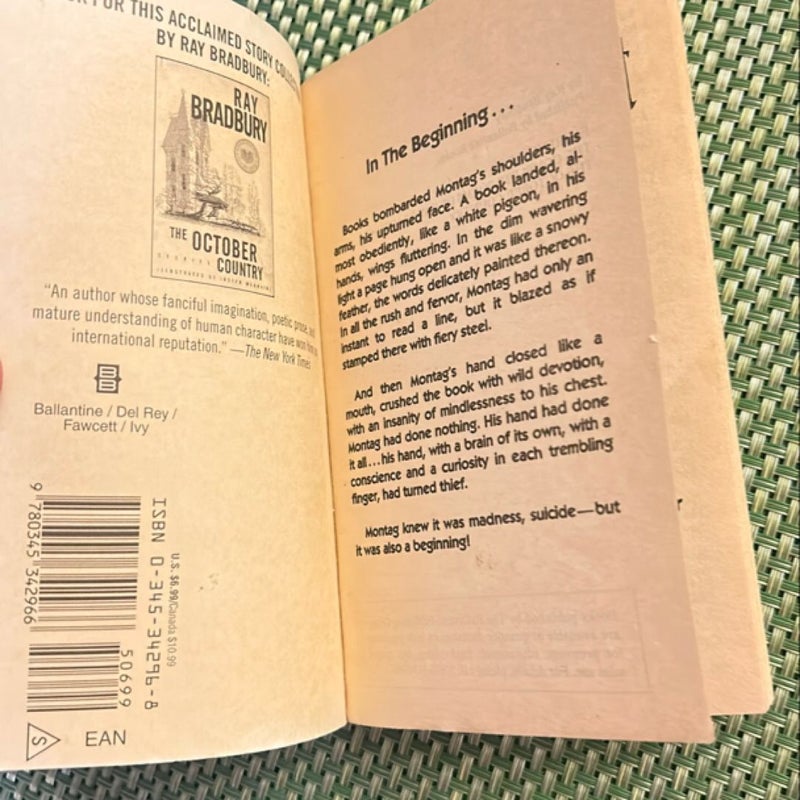 FOR THIS ACCLAIMED STORY
BY RAY BRADBURY:
RAY
BRADBURY
THE OCTOBER
COUNTRY
"An author whose fanciful imagination, poetic
mature understanding of human character have
international reputation." —The New York Times
Ballantine / Del Rey /
Fawcett / Ivy
9 780345 342966
50699
ISBN 0-345-34296-8
U.S. $6.99/Canada $10.99
S
EAN
In The Beginning...
Books bombarded Montag's shoulders, his
arms, his upturned face. A book landed, al-
most obediently, like a white pigeon, in his
hands, wings fluttering. In the dim wavering
light a page hung open and it was like a snowy
feather, the words delicately painted thereon.
In all the rush and fervor, Montag had only an
instant to read a line, but it blazed as if
stamped there with fiery steel.
And then Montag's hand closed like a
mouth, crushed the book with wild devotion,
with an insanity of mindlessness to his chest.
Montag had done nothing. His hand had done
it all...his hand, with a brain of its own, with a
conscience and a curiosity in each trembling
finger, had turned thief.
Montag knew it was madness, suicide—but
it was also a beginning!